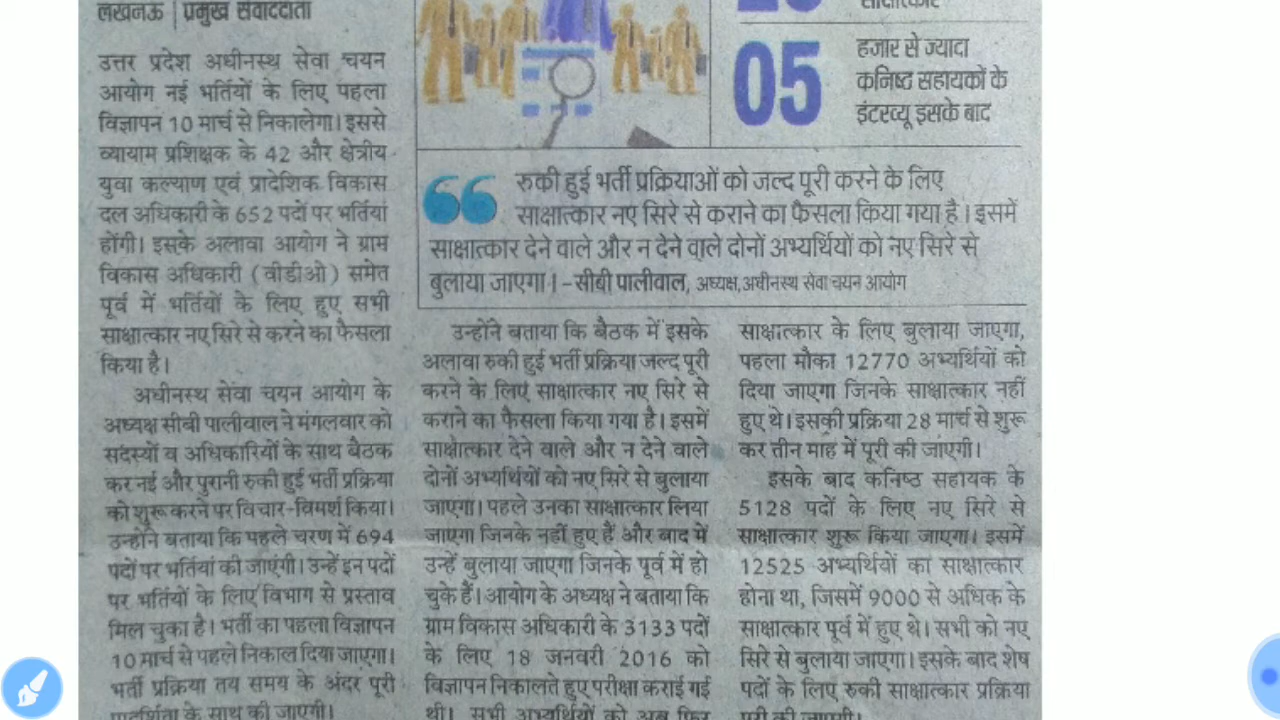 लखनऊ | प्रमुख संवाददाता
उत्तर प्रदेश अधीनस्थ सेवा चयन
आयोग नई भर्तियों के लिए पहला
विज्ञापन 10 मार्च से निकालेगा। इससे
व्यायाम प्रशिक्षक के 42 और क्षेत्रीय
युवा कल्याण एवं प्रादेशिक विकास
दल अधिकारी के 652 पदों पर भर्तियां
होंगी। इसके अलावा आयोग ने ग्राम
विकास अधिकारी (वीडीओ) समेत
पूर्व में भर्तियों के लिए हुए सभी
साक्षात्कार नए सिरे से करने का फैसला
किया है।
अधीनस्थ सेवा चयन आयोग के
अध्यक्ष सीबी पालीवाल ने मंगलवार को
सदस्यों व अधिकारियों के साथ बैठक
कर नई और पुरानी रुकी हुई भर्ती प्रक्रिया
को शुरू करने पर विचार-विमर्श किया।
उन्होंने बताया कि पहले चरण में 694
पदों पर भर्तियां की जाएंगी। उन्हें इन पदों
पर भर्तियों के लिए विभाग से प्रस्ताव
मिल चुका है। भर्ती का पहला विज्ञापन
10 मार्च से पहले निकाल दिया जाएगा।
भर्ती प्रक्रिया तय समय के अंदर पूरी
पारदर्शिता के साथ की जाएगी।
साक्षात्कार
05
हजार से ज्यादा
कनिष्ठ सहायकों के
इंटरव्यू इसके बाद
रुकी हुई भर्ती प्रक्रियाओं को जल्द पूरी करने के लिए
साक्षात्कार नए सिरे से कराने का फैसला किया गया है। इसमें
साक्षात्कार देने वाले और न देने वाले दोनों अभ्यर्थियों को नए सिरे से
बुलाया जाएगा। -सीबी पालीवाल, अध्यक्ष, अधीनस्थ सेवा चयन आयोग
उन्होंने बताया कि बैठक में इसके
अलावा रुकी हुई भर्ती प्रक्रिया जल्द पूरी
करने के लिए साक्षात्कार नए सिरे से
कराने का फैसला किया गया है। इसमें
साक्षात्कार देने वाले और न देने वाले
दोनों अभ्यर्थियों को नए सिरे से बुलाया
जाएगा। पहले उनका साक्षात्कार लिया
जाएगा जिनके नहीं हुए हैं और बाद में
उन्हें बुलाया जाएगा जिनके पूर्व में हो
चुके हैं। आयोग के अध्यक्ष ने बताया कि
ग्राम विकास अधिकारी के 3133 पदों
के लिए 18 जनवरी 2016 को
विज्ञापन निकालते हुए परीक्षा कराई गई
थी। सभी अभ्यर्थियों को अब फिर
साक्षात्कार के लिए बुलाया जाएगा,
पहला मौका 12770 अभ्यर्थियों को
दिया जाएगा जिनके साक्षात्कार नहीं
हुए थे। इसकी प्रक्रिया 28 मार्च से शुरू
कर तीन माह में पूरी की जाएगी।
इसके बाद कनिष्ठ सहायक के
5128 पदों के लिए नए सिरे से
साक्षात्कार शुरू किया जाएगा। इसमें
12525 अभ्यर्थियों का साक्षात्कार
होना था, जिसमें 9000 से अधिक के
साक्षात्कार पूर्व में हुए थे। सभी को नए
सिरे से बुलाया जाएगा। इसके बाद शेष
पदों के लिए रुकी साक्षात्कार प्रक्रिया
पूरी की जाएगी।